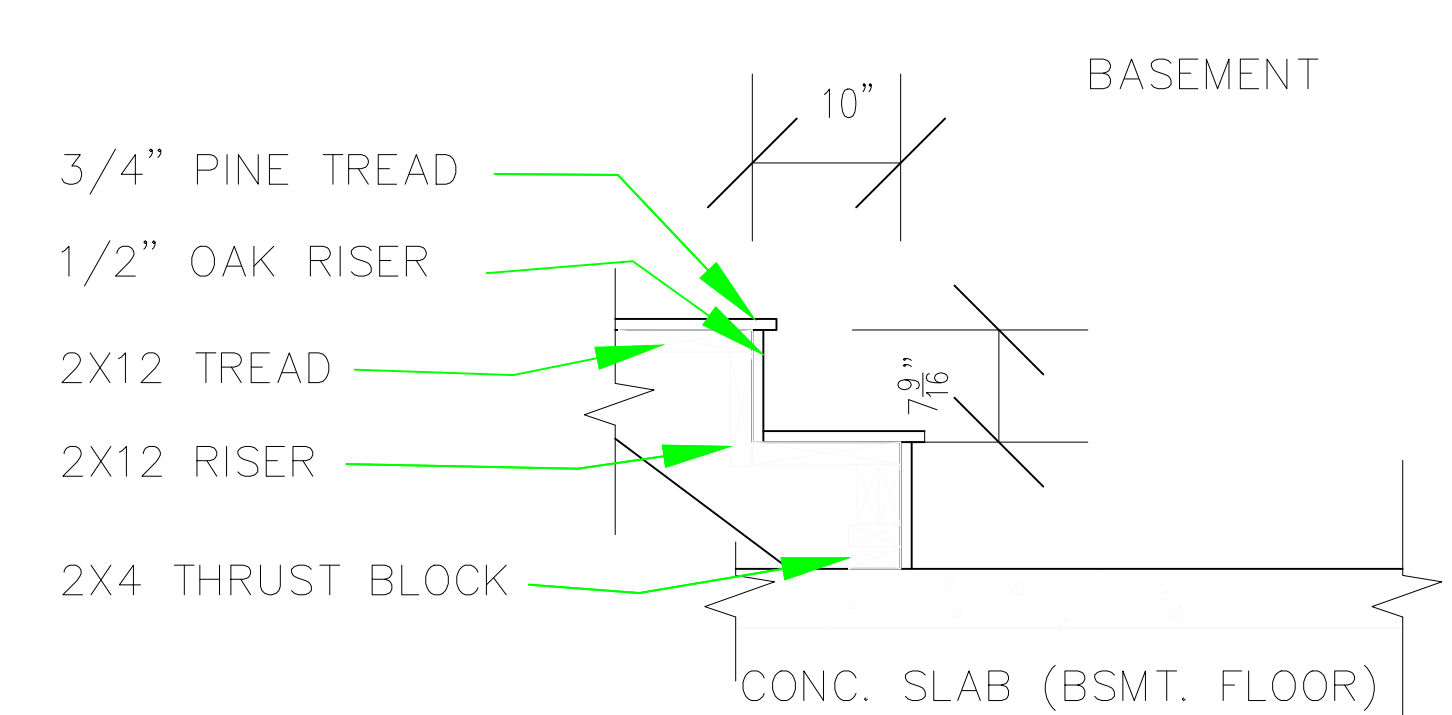 BASEMENT
10”
3/4” PINE TREAD
1/2” OAK RISER
2X12 TREAD
7 9/16”
2X12 RISER
2X4 THRUST BLOCK
CONC. SLAB (BSMT. FLOOR)